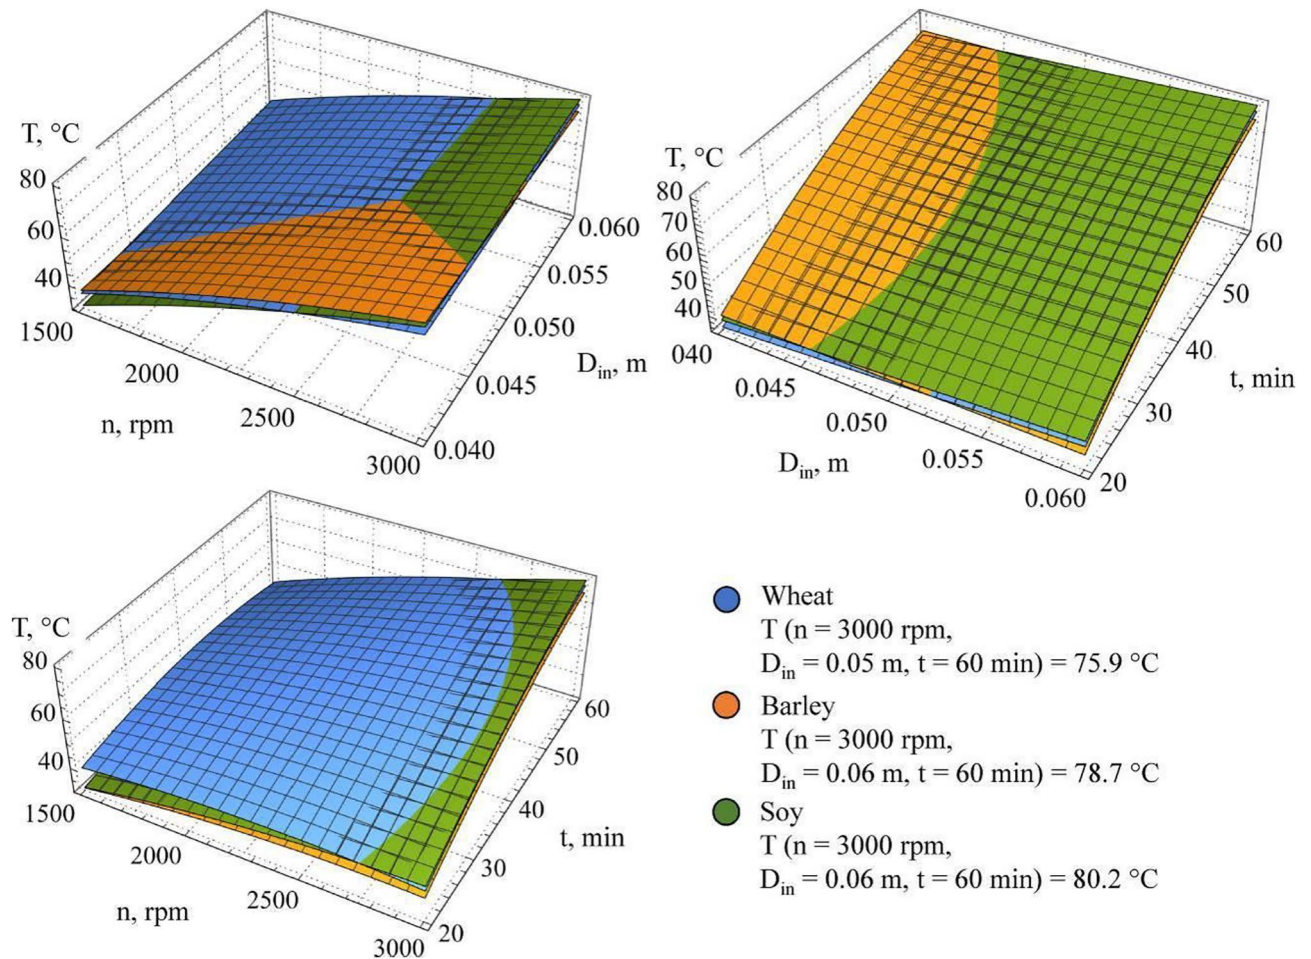 T, °C
80
60
40
1500
2000
2500
3000
n, rpm
0.040
0.045
0.050
0.055
0.060
D_in, m
T, °C
80
70
60
50
40
040
0.045
0.050
0.055
0.060
D_in, m
20
30
40
50
60
t, min
T, °C
80
60
40
1500
2000
2500
3000
n, rpm
20
30
40
50
60
t, min
Wheat
T (n = 3000 rpm,
D_in = 0.05 m, t = 60 min) = 75.9 °C
Barley
T (n = 3000 rpm,
D_in = 0.06 m, t = 60 min) = 78.7 °C
Soy
T (n = 3000 rpm,
D_in = 0.06 m, t = 60 min) = 80.2 °C